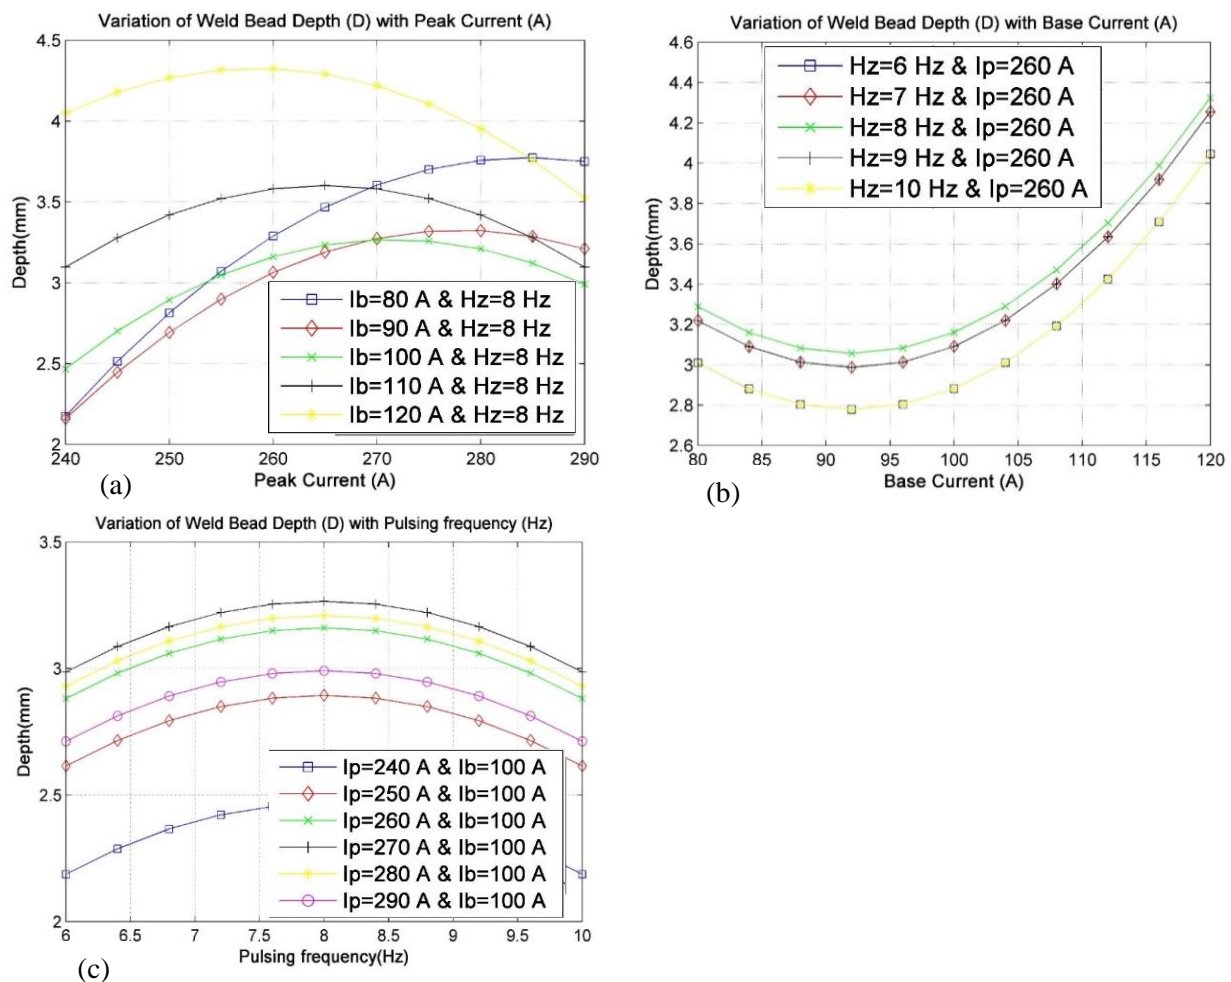 Variation of Weld Bead Depth (D) with Peak Current (A)
4.5
4
3.5
3
2.5
2
Depth(mm)
Ib=80 A & Hz=8 Hz
Ib=90 A & Hz=8 Hz
Ib=100 A & Hz=8 Hz
Ib=110 A & Hz=8 Hz
Ib=120 A & Hz=8 Hz
240 250 260 270 280 290
Peak Current (A)
(a)
Variation of Weld Bead Depth (D) with Base Current (A)
4.6
4.4
4.2
4
3.8
3.6
3.4
3.2
3
2.8
2.6
Depth(mm)
Hz=6 Hz & Ip=260 A
Hz=7 Hz & Ip=260 A
Hz=8 Hz & Ip=260 A
Hz=9 Hz & Ip=260 A
Hz=10 Hz & Ip=260 A
80 85 90 95 100 105 110 115 120
Base Current (A)
(b)
Variation of Weld Bead Depth (D) with Pulsing frequency (Hz)
3.5
3
2.5
2
Depth(mm)
Ip=240 A & Ib=100 A
Ip=250 A & Ib=100 A
Ip=260 A & Ib=100 A
Ip=270 A & Ib=100 A
Ip=280 A & Ib=100 A
Ip=290 A & Ib=100 A
6 6.5 7 7.5 8 8.5 9 9.5 10
Pulsing frequency(Hz)
(c)